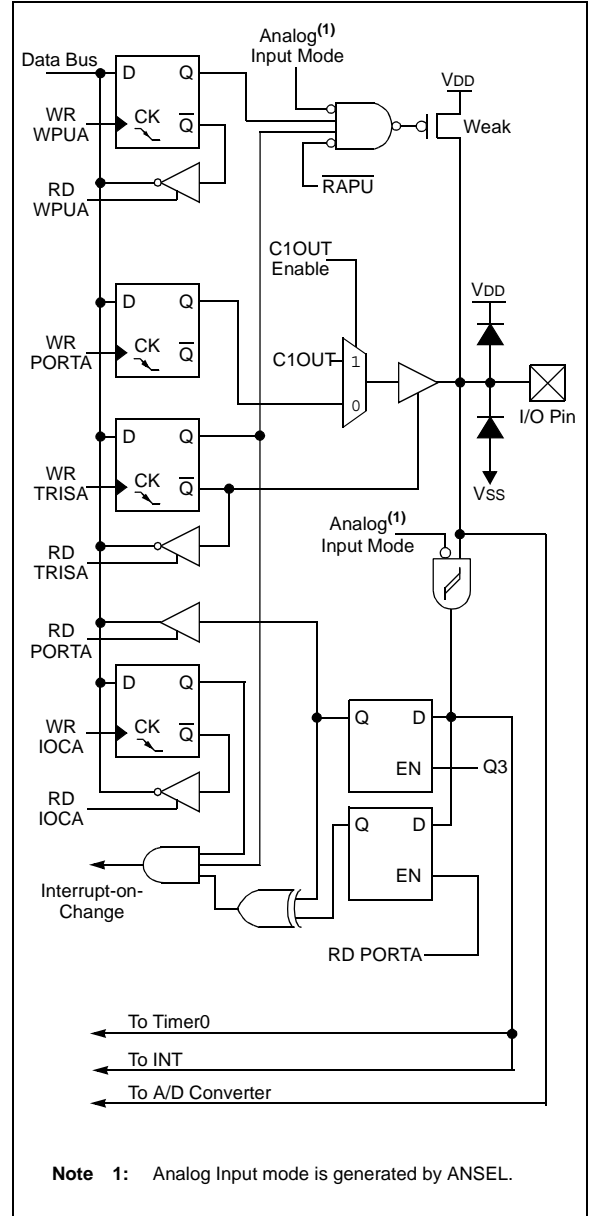 Analog(1)
Input Mode
Data Bus
D Q
VDD
WR
WPUA
CK
Q
Weak
RD
WPUA
RAPU
C1OUT
Enable
D Q
VDD
WR
PORTA
CK
Q
C1OUT
1
0
I/O Pin
D Q
WR
TRISA
CK
Q
VSS
Analog(1)
Input Mode
RD
TRISA
RD
PORTA
D Q
WR
IOCA
CK
Q
Q D
EN
Q3
RD
IOCA
Q D
EN
Interrupt-on-
Change
RD PORTA
To Timer0
To INT
To A/D Converter
Note 1: Analog Input mode is generated by ANSEL.